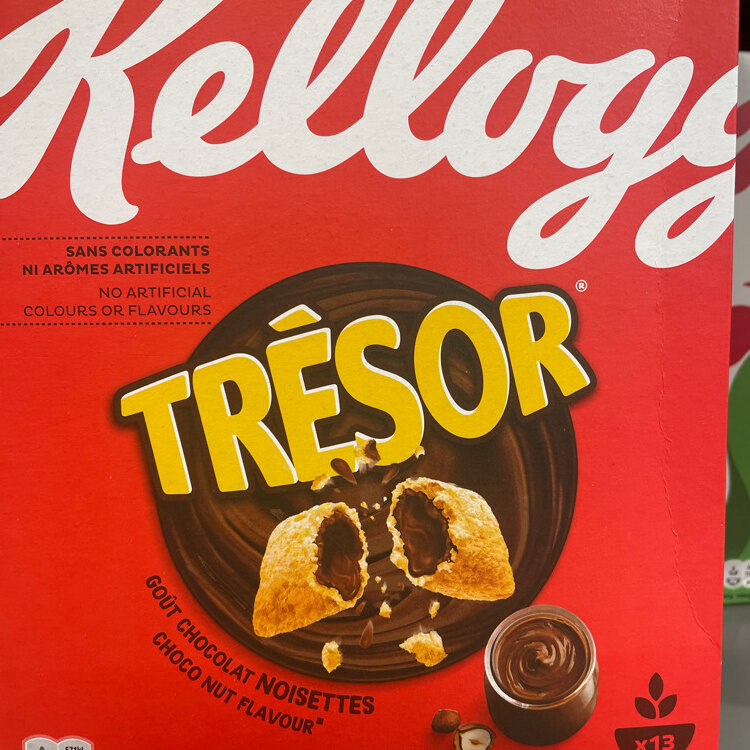 Kellogg
SANS COLORANTS
NI ARÔMES ARTIFICIELS
NO ARTIFICIAL
COLOURS OR FLAVOURS
TRÉSOR®
GOÛT CHOCOLAT NOISETTES
CHOCO NUT FLAVOUR*
x13